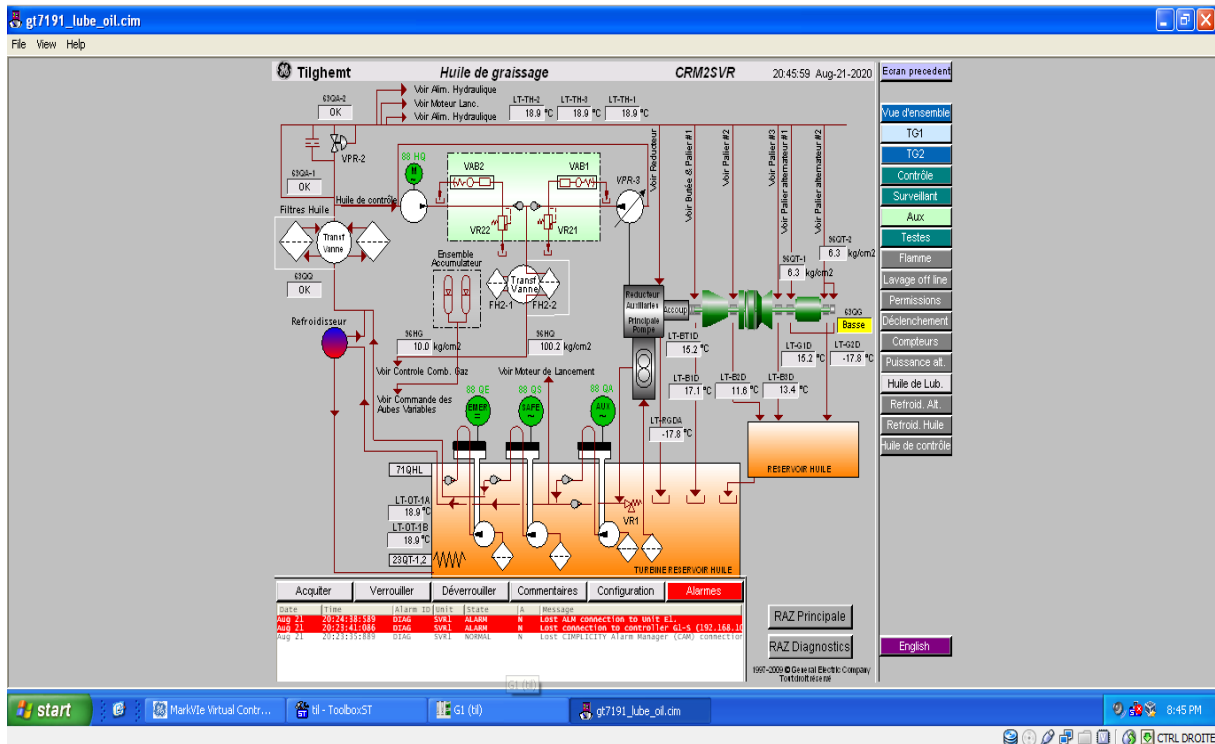 gt7191_lube_oil.cim
File View Help
Tilghemt
Huile de graissage
CRM2SVR
20:45:59 Aug-21-2020
Ecran precedent
Vue d'ensemble
TG1
TG2
Contrôle
Surveillant
Aux
Testes
Flamme
Lavage off line
Permissions
Déclenchement
Compteurs
Puissance alt.
Huile de Lub.
Refroid. Alt.
Refroid. Huile
Huile de contrôle
English
63QA-2
OK
Voir Alim. Hydraulique
Voir Moteur Lanc.
Voir Alim. Hydraulique
LT-TH-2
18.9 °C
LT-TH-3
18.9 °C
LT-TH-1
18.9 °C
VPR-2
63QA-1
OK
Huile de contrôle
88 HQ
M
VAB2
VAB1
VR22
VR21
VPR-3
Voir Reducteur
Voir Butée & Palier #1
Voir Palier #2
Voir Palier #3
Voir Palier alternateur #1
Voir Palier alternateur #2
Filtres Huile
Transf
Vanne
63QQ
OK
Refroidisseur
Ensemble
Accumulateur
Transf
Vanne
FH2-1
FH2-2
96HG
10.0 kg/cm2
96HQ
100.2 kg/cm2
96QT-2
6.3 kg/cm2
96QT-1
6.3 kg/cm2
Reducteur
Auxiliaries
Principale
Pompe
Accoup
63QG
Basse
LT-BT1D
15.2 °C
LT-G1D
15.2 °C
LT-G2D
-17.8 °C
LT-B1D
17.1 °C
LT-B2D
11.6 °C
LT-B3D
13.4 °C
Voir Controle Comb. Gaz
Voir Moteur de Lancement
Voir Commande des
Aubes Variables
88 QE
EMER
88 QS
SAFE
88 QA
AUX
LT-RGDA
-17.8 °C
RESERVOIR HUILE
71QHL
LT-OT-1A
18.9 °C
LT-OT-1B
18.9 °C
23QT-1,2
VR1
TURBINE RESERVOIR HUILE
Acquiter Verrouiller Déverrouiller Commentaires Configuration Alarmes
Date Time Alarm ID Unit State A Message
Aug 21 20:24:38:589 DIAG SVR1 ALARM N Lost ALM connection to Unit E1.
Aug 21 20:23:41:086 DIAG SVR1 ALARM N Lost connection to controller G1-S (192.168.10
Aug 21 20:23:35:889 DIAG SVR1 NORMAL N Lost CIMPLICITY Alarm Manager (CAM) connection
RAZ Principale
RAZ Diagnostics
1997-2009 © General Electric Company
Tout droit réservé
G1 (til)
start
MarkVIe Virtual Contr...
til - ToolboxST
G1 (til)
gt7191_lube_oil.cim
8:45 PM
CTRL DROITE